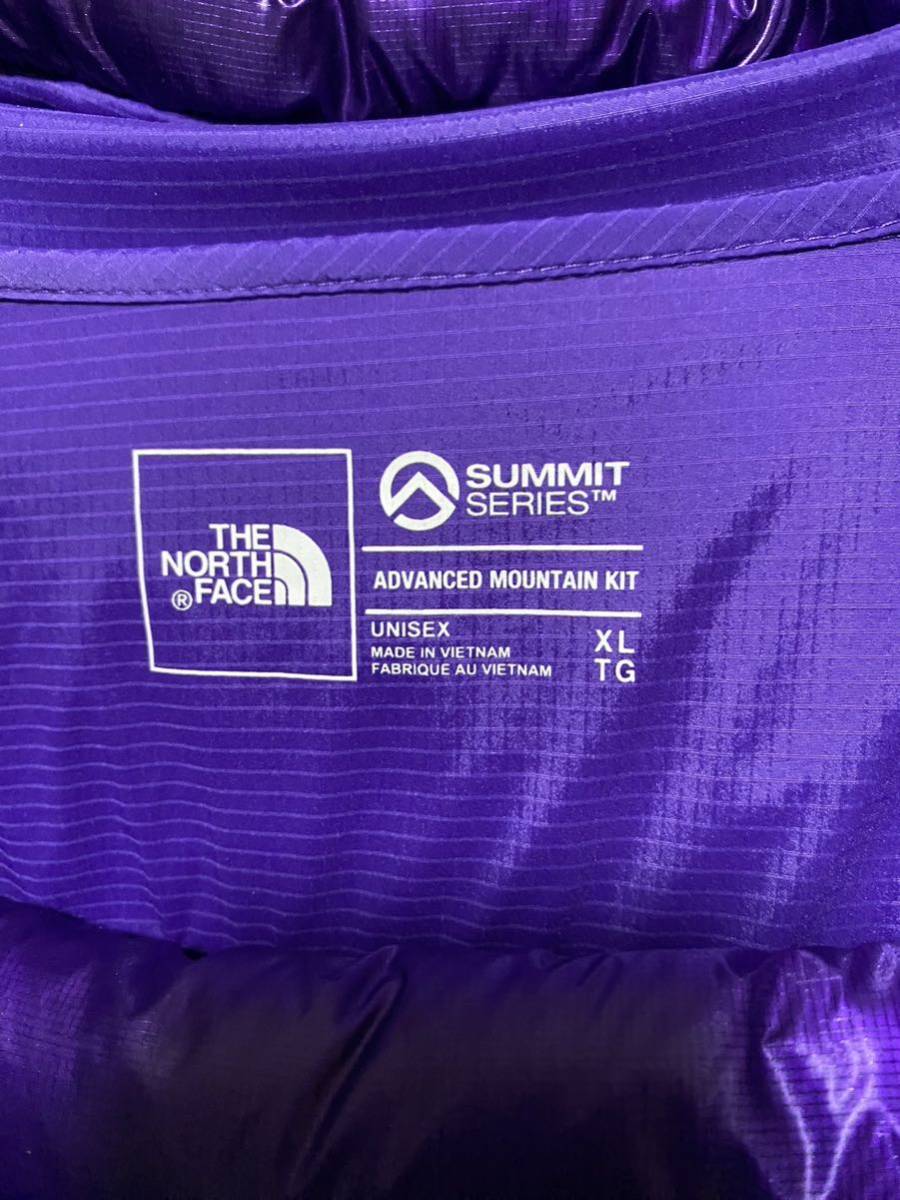 THE
NORTH
® FACE
SUMMIT
SERIES™
ADVANCED MOUNTAIN KIT
UNISEX
MADE IN VIETNAM
FABRIQUE AU VIETNAM
XL
TG